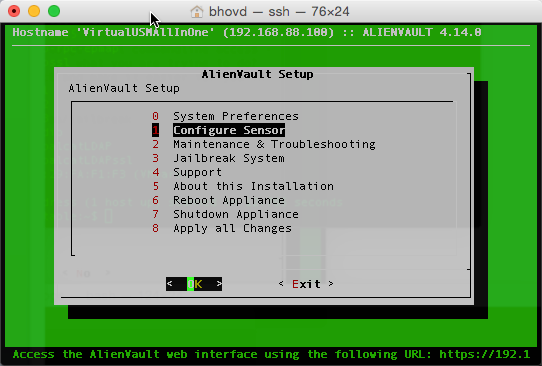 bhovd — ssh — 76×24
Hostname 'VirtualUSMAllInOne' (192.168.88.100) :: ALIENVAULT 4.14.0
AlienVault Setup
AlienVault Setup
0 System Preferences
1 Configure Sensor
2 Maintenance & Troubleshooting
3 Jailbreak System
4 Support
5 About this Installation
6 Reboot Appliance
7 Shutdown Appliance
8 Apply all Changes
< OK > < Exit >
Access the AlienVault web interface using the following URL: https://192.1